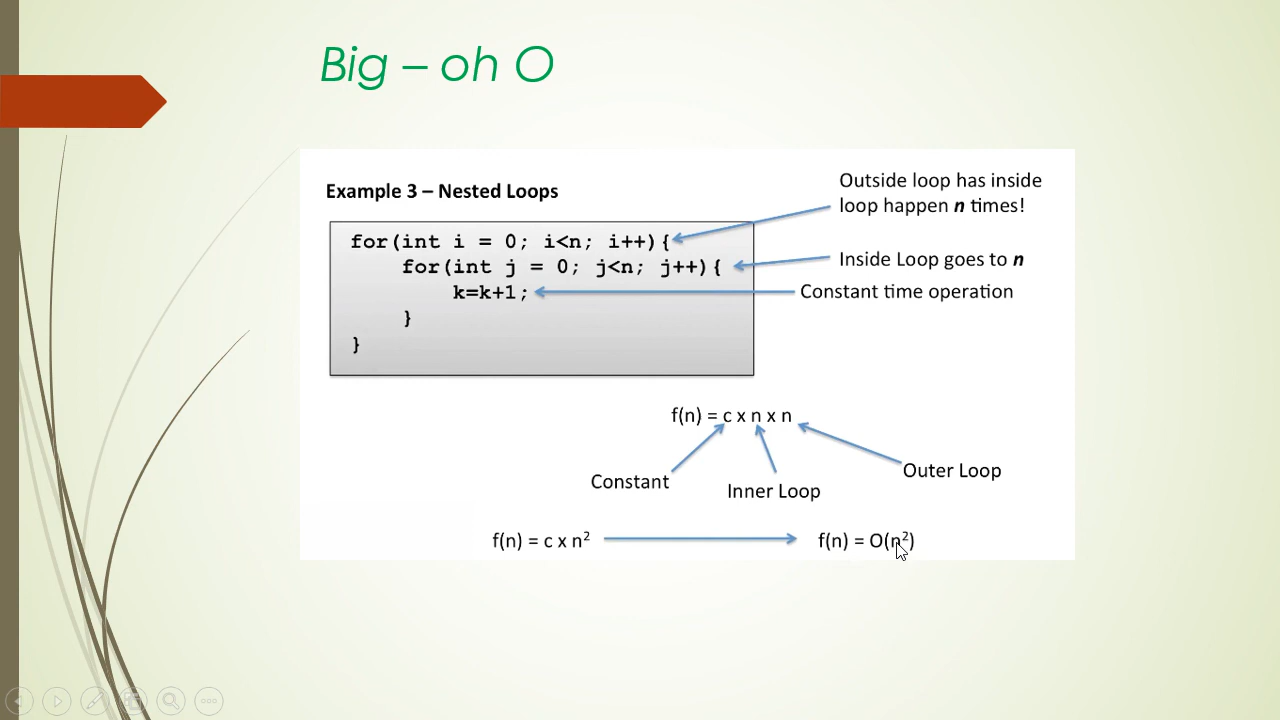 Big – oh O
Example 3 – Nested Loops
Outside loop has inside
loop happen n times!
for(int i = 0; i<n; i++){
for(int j = 0; j<n; j++){
Inside Loop goes to n
k=k+1;
Constant time operation
}
}
f(n) = c x n x n
Constant
Inner Loop
Outer Loop
f(n) = c x n²
f(n) = O(n²)